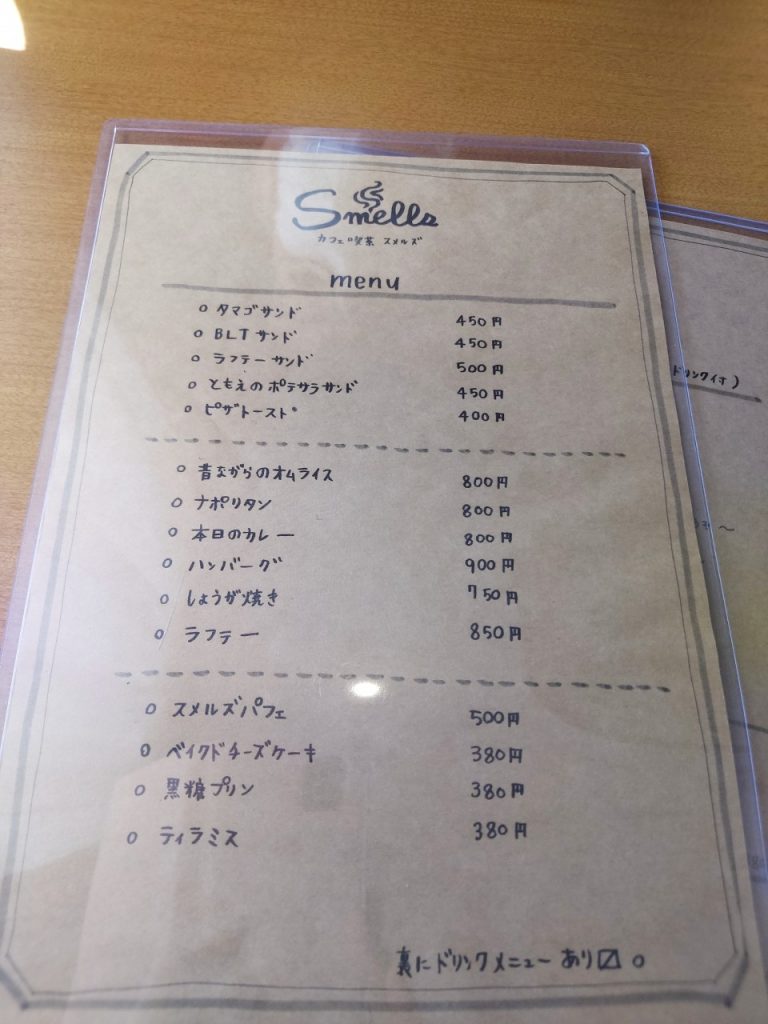 Smells
カフェ喫茶 スメルズ
menu
o タマゴサンド 450円
o BLTサンド 450円
o ラフテーサンド 500円
o ともえのポテサラサンド 450円
o ピザトースト 400円
o 昔ながらのオムライス 800円
o ナポリタン 800円
o 本日のカレー 800円
o ハンバーグ 900円
o しょうが焼き 750円
o ラフテー 850円
o スメルズパフェ 500円
o ベイクドチーズケーキ 380円
o 黒糖プリン 380円
o ティラミス 380円
裏にドリンクメニューあり〼。
ドリンク付)